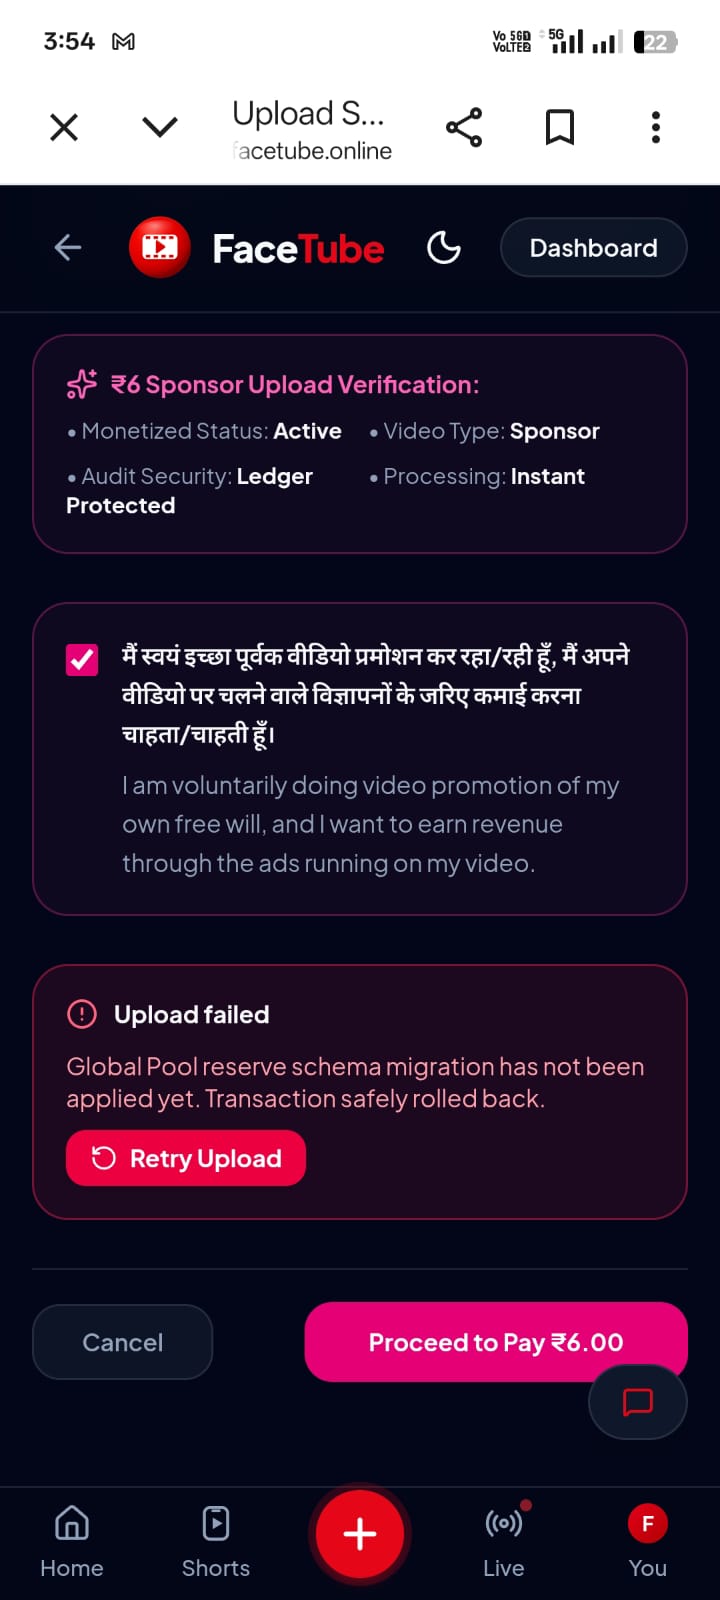 3:54
Vo 5G
VoLTE2
5G
22
Upload S...
facetube.online
FaceTube
Dashboard
₹6 Sponsor Upload Verification:
• Monetized Status: Active
• Video Type: Sponsor
• Audit Security: Ledger Protected
• Processing: Instant
मैं स्वयं इच्छा पूर्वक वीडियो प्रमोशन कर रहा/रही हूँ, मैं अपने
वीडियो पर चलने वाले विज्ञापनों के जरिए कमाई करना
चाहता/चाहती हूँ।
I am voluntarily doing video promotion of my
own free will, and I want to earn revenue
through the ads running on my video.
Upload failed
Global Pool reserve schema migration has not been
applied yet. Transaction safely rolled back.
Retry Upload
Cancel
Proceed to Pay ₹6.00
Home
Shorts
Live
F
You